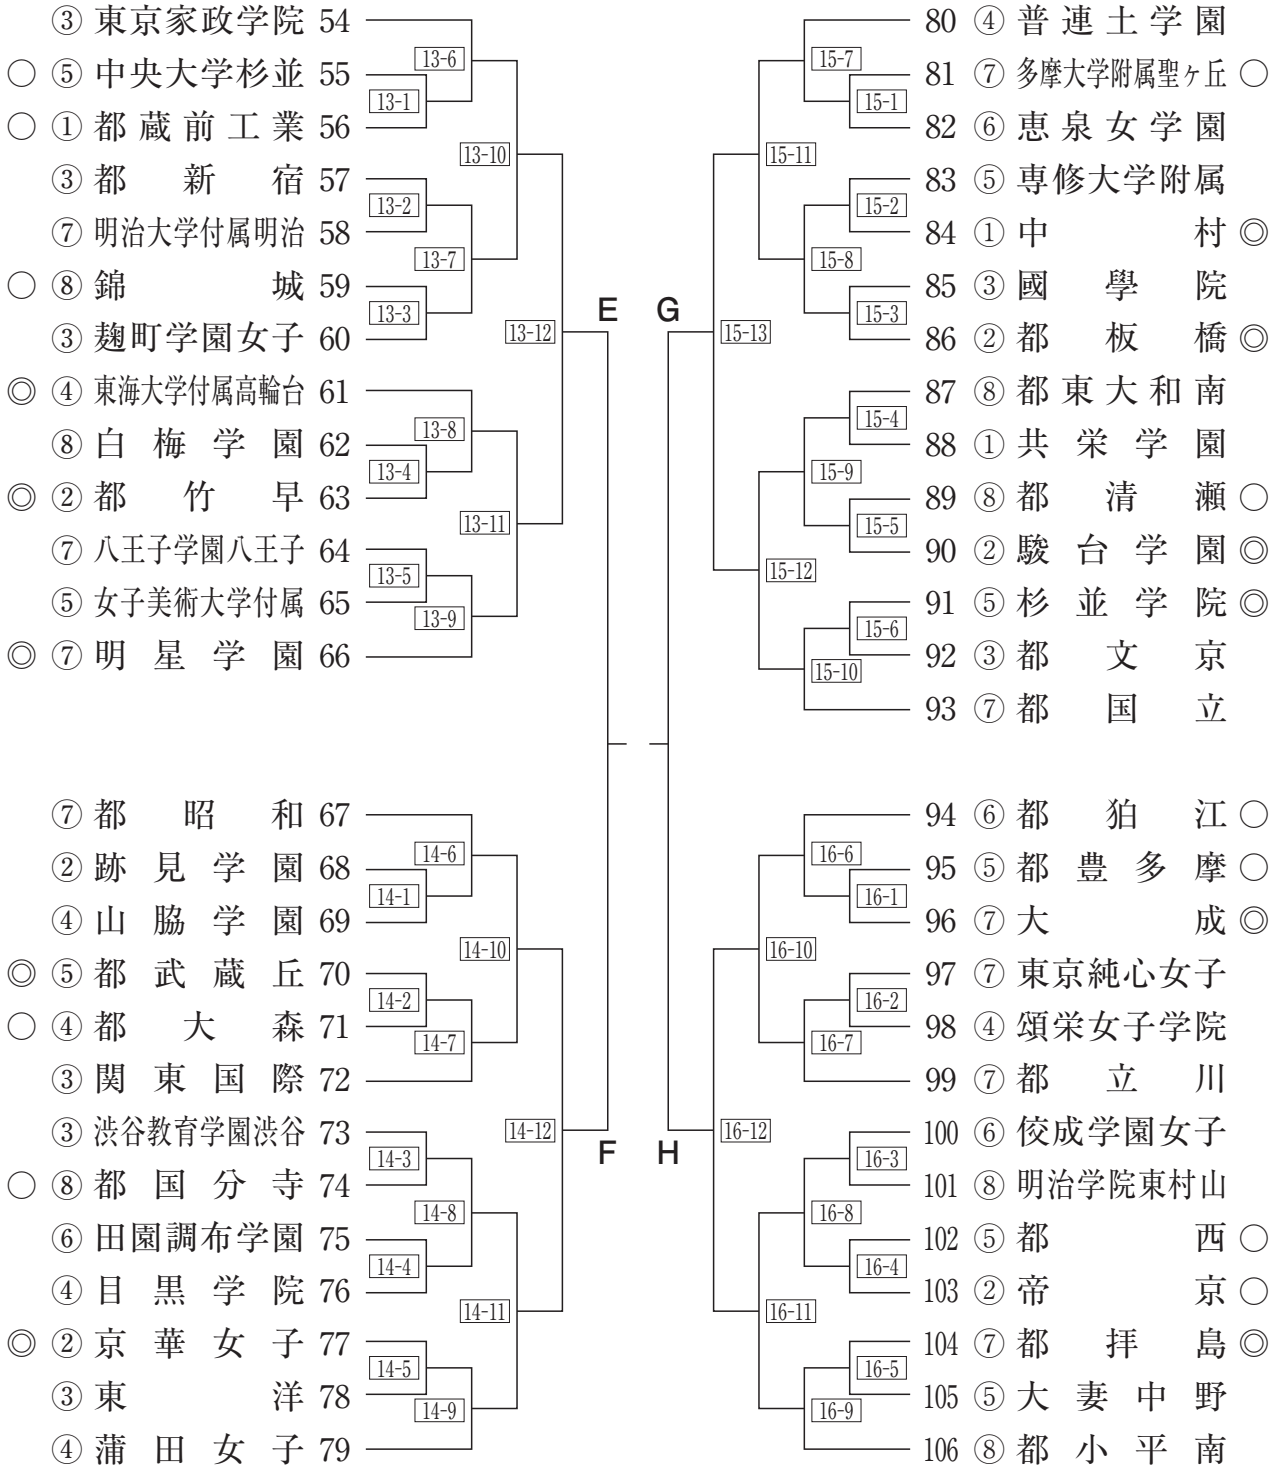 ③ 東京家政学院 54
○ ⑤ 中央大学杉並 55
○ ① 都蔵前工業 56
③ 都新宿 57
⑦ 明治大学付属明治 58
○ ⑧ 錦城 59
③ 麹町学園女子 60
◎ ④ 東海大学付属高輪台 61
⑧ 白梅学園 62
◎ ② 都竹早 63
⑦ 八王子学園八王子 64
⑤ 女子美術大学付属 65
◎ ⑦ 明星学園 66
13-6
13-1
13-10
13-2
13-7
13-3
13-12
13-8
13-4
13-11
13-5
13-9
E
⑦ 都昭和 67
② 跡見学園 68
④ 山脇学園 69
◎ ⑤ 都武蔵丘 70
○ ④ 都大森 71
③ 関東国際 72
③ 渋谷教育学園渋谷 73
○ ⑧ 都国分寺 74
⑥ 田園調布学園 75
④ 目黒学院 76
◎ ② 京華女子 77
③ 東洋 78
④ 蒲田女子 79
14-6
14-1
14-10
14-2
14-7
14-12
14-3
14-8
14-4
14-11
14-5
14-9
F
G
15-7
15-1
15-11
15-2
15-8
15-3
15-13
15-4
15-9
15-5
15-12
15-6
15-10
80 ④ 普連土学園
81 ⑦ 多摩大学附属聖ヶ丘 ○
82 ⑥ 恵泉女学園
83 ⑤ 専修大学附属
84 ① 中村 ◎
85 ③ 國學院
86 ② 都板橋 ◎
87 ⑧ 都東大和南
88 ① 共栄学園
89 ⑧ 都清瀬 ○
90 ② 駿台学園 ◎
91 ⑤ 杉並学院 ◎
92 ③ 都文京
93 ⑦ 都国立
H
16-6
16-1
16-10
16-2
16-7
16-12
16-3
16-8
16-4
16-11
16-5
16-9
94 ⑥ 都狛江 ○
95 ⑤ 都豊多摩 ○
96 ⑦ 大成 ◎
97 ⑦ 東京純心女子
98 ④ 頌栄女子学院
99 ⑦ 都立川
100 ⑥ 佼成学園女子
101 ⑧ 明治学院東村山
102 ⑤ 都西 ○
103 ② 帝京 ○
104 ⑦ 都拝島 ◎
105 ⑤ 大妻中野
106 ⑧ 都小平南